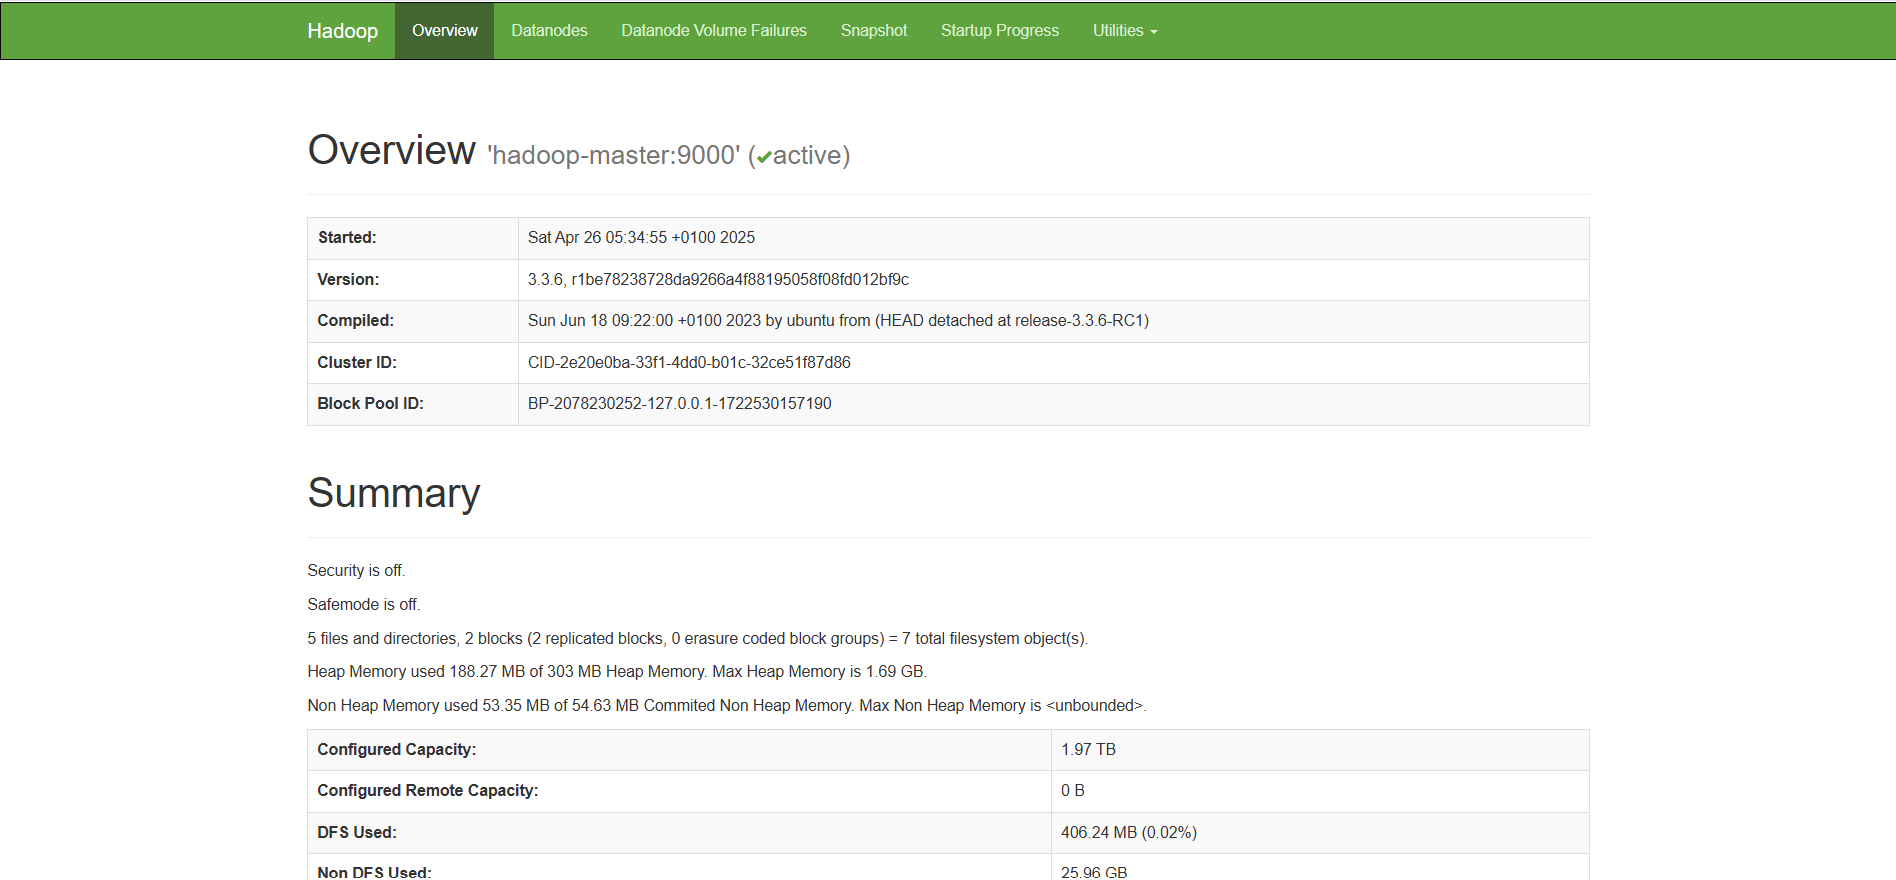 Hadoop Overview Datanodes Datanode Volume Failures Snapshot Startup Progress Utilities
Overview 'hadoop-master:9000' (✔active)
Started: Sat Apr 26 05:34:55 +0100 2025
Version: 3.3.6, r1be78238728da9266a4f88195058f08fd012bf9c
Compiled: Sun Jun 18 09:22:00 +0100 2023 by ubuntu from (HEAD detached at release-3.3.6-RC1)
Cluster ID: CID-2e20e0ba-33f1-4dd0-b01c-32ce51f87d86
Block Pool ID: BP-2078230252-127.0.0.1-1722530157190
Summary
Security is off.
Safemode is off.
5 files and directories, 2 blocks (2 replicated blocks, 0 erasure coded block groups) = 7 total filesystem object(s).
Heap Memory used 188.27 MB of 303 MB Heap Memory. Max Heap Memory is 1.69 GB.
Non Heap Memory used 53.35 MB of 54.63 MB Commited Non Heap Memory. Max Non Heap Memory is <unbounded>.
Configured Capacity: 1.97 TB
Configured Remote Capacity: 0 B
DFS Used: 406.24 MB (0.02%)
Non DFS Used: 25.96 GB